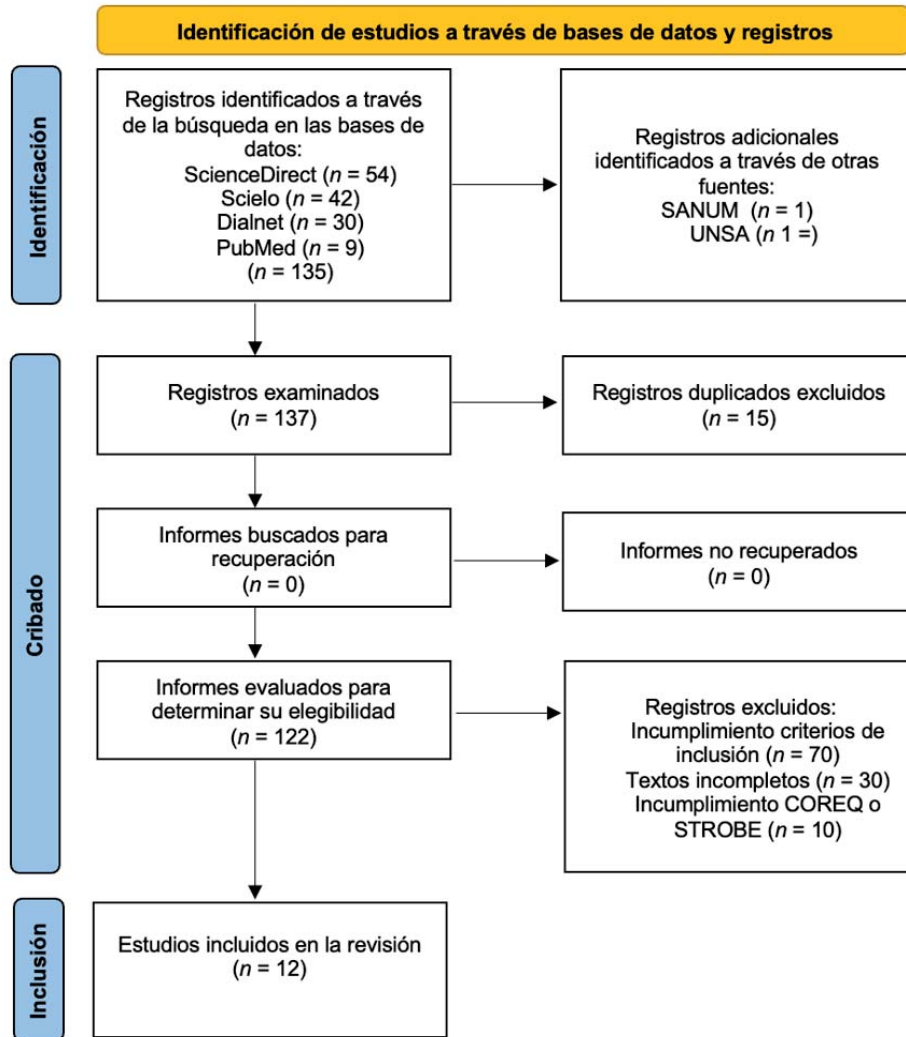 Identificación de estudios a través de bases de datos y registros
Identificación
Registros identificados a través
de la búsqueda en las bases de
datos:
ScienceDirect (n = 54)
Scielo (n = 42)
Dialnet (n = 30)
PubMed (n = 9)
(n = 135)
Registros adicionales
identificados a través de otras
fuentes:
SANUM (n = 1)
UNSA (n 1 =)
Cribado
Registros examinados
(n = 137)
Registros duplicados excluidos
(n = 15)
Informes buscados para
recuperación
(n = 0)
Informes no recuperados
(n = 0)
Informes evaluados para
determinar su elegibilidad
(n = 122)
Registros excluidos:
Incumplimiento criterios de
inclusión (n = 70)
Textos incompletos (n = 30)
Incumplimiento COREQ o
STROBE (n = 10)
Inclusión
Estudios incluidos en la revisión
(n = 12)